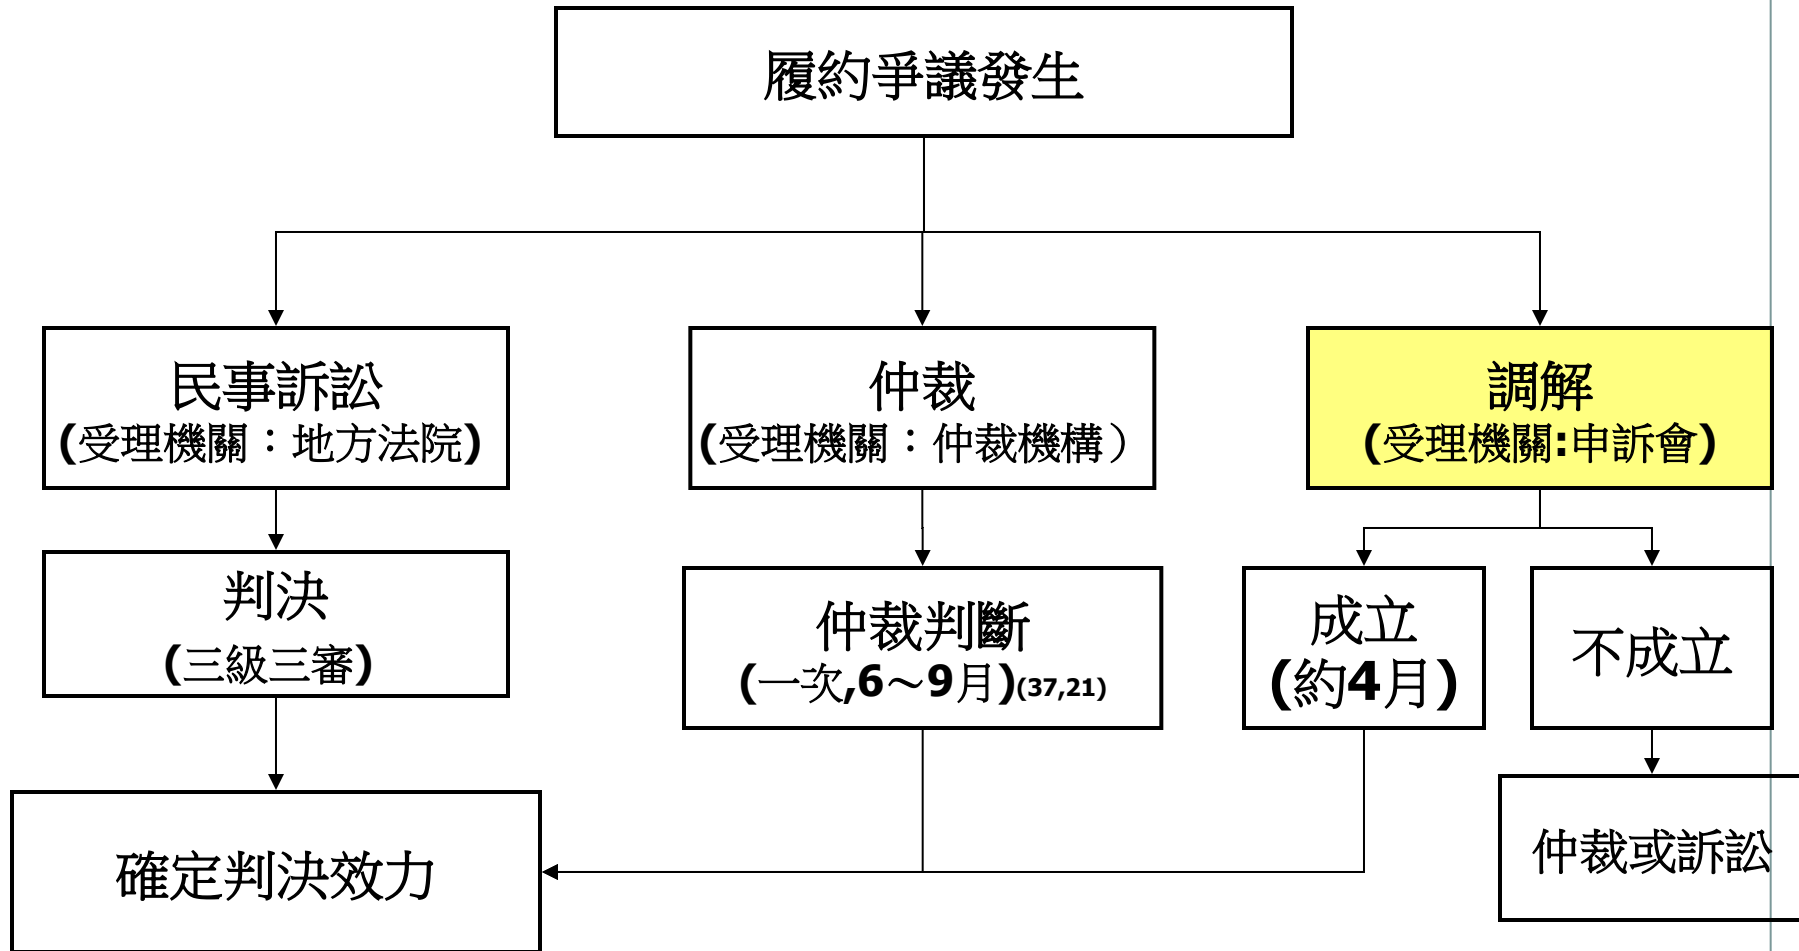 履約爭議發生
民事訴訟
(受理機關：地方法院)
仲裁
(受理機關：仲裁機構）
調解
(受理機關:申訴會)
判決
(三級三審)
仲裁判斷
(一次,6～9月)(37,21)
成立
(約4月)
不成立
確定判決效力
仲裁或訴訟